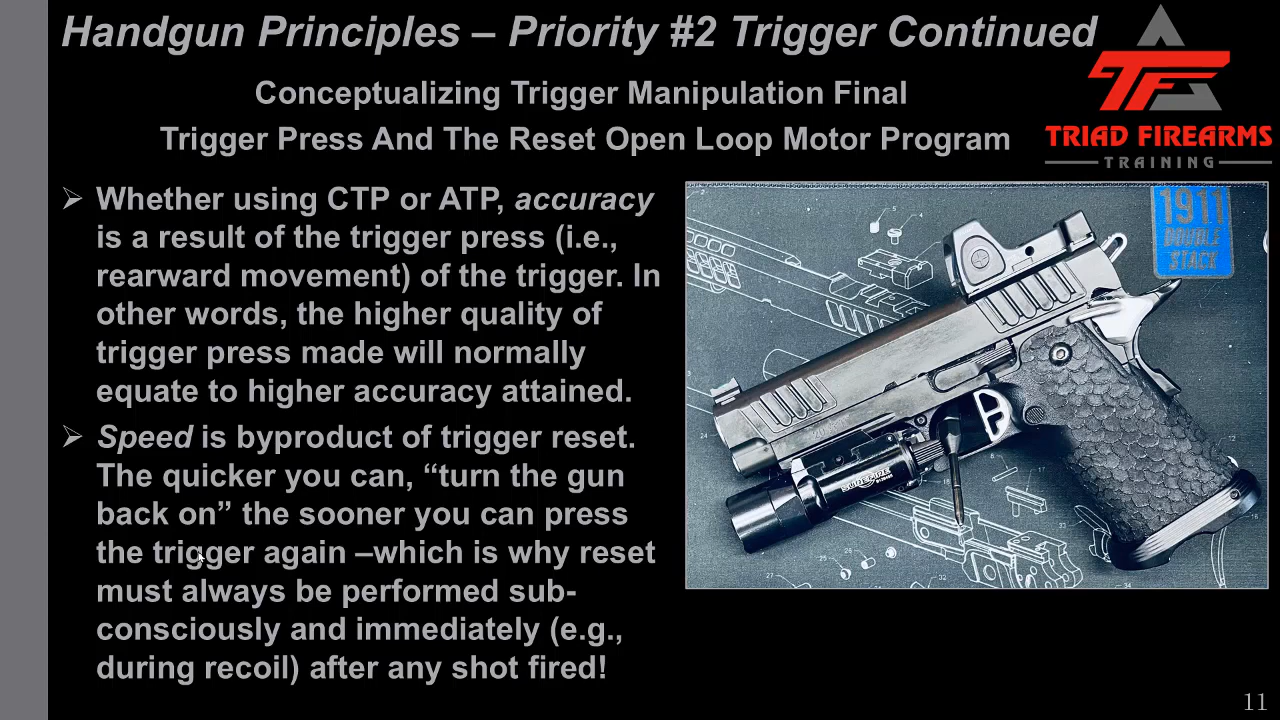 Handgun Principles – Priority #2 Trigger Continued
Conceptualizing Trigger Manipulation Final
Trigger Press And The Reset Open Loop Motor Program
TRIAD FIREARMS
TRAINING
➢ Whether using CTP or ATP, accuracy
is a result of the trigger press (i.e.,
rearward movement) of the trigger. In
other words, the higher quality of
trigger press made will normally
equate to higher accuracy attained.
➢ Speed is byproduct of trigger reset.
The quicker you can, “turn the gun
back on” the sooner you can press
the trigger again –which is why reset
must always be performed sub-
consciously and immediately (e.g.,
during recoil) after any shot fired!
1911
DOUBLE
STACK
SUREFIRE
11